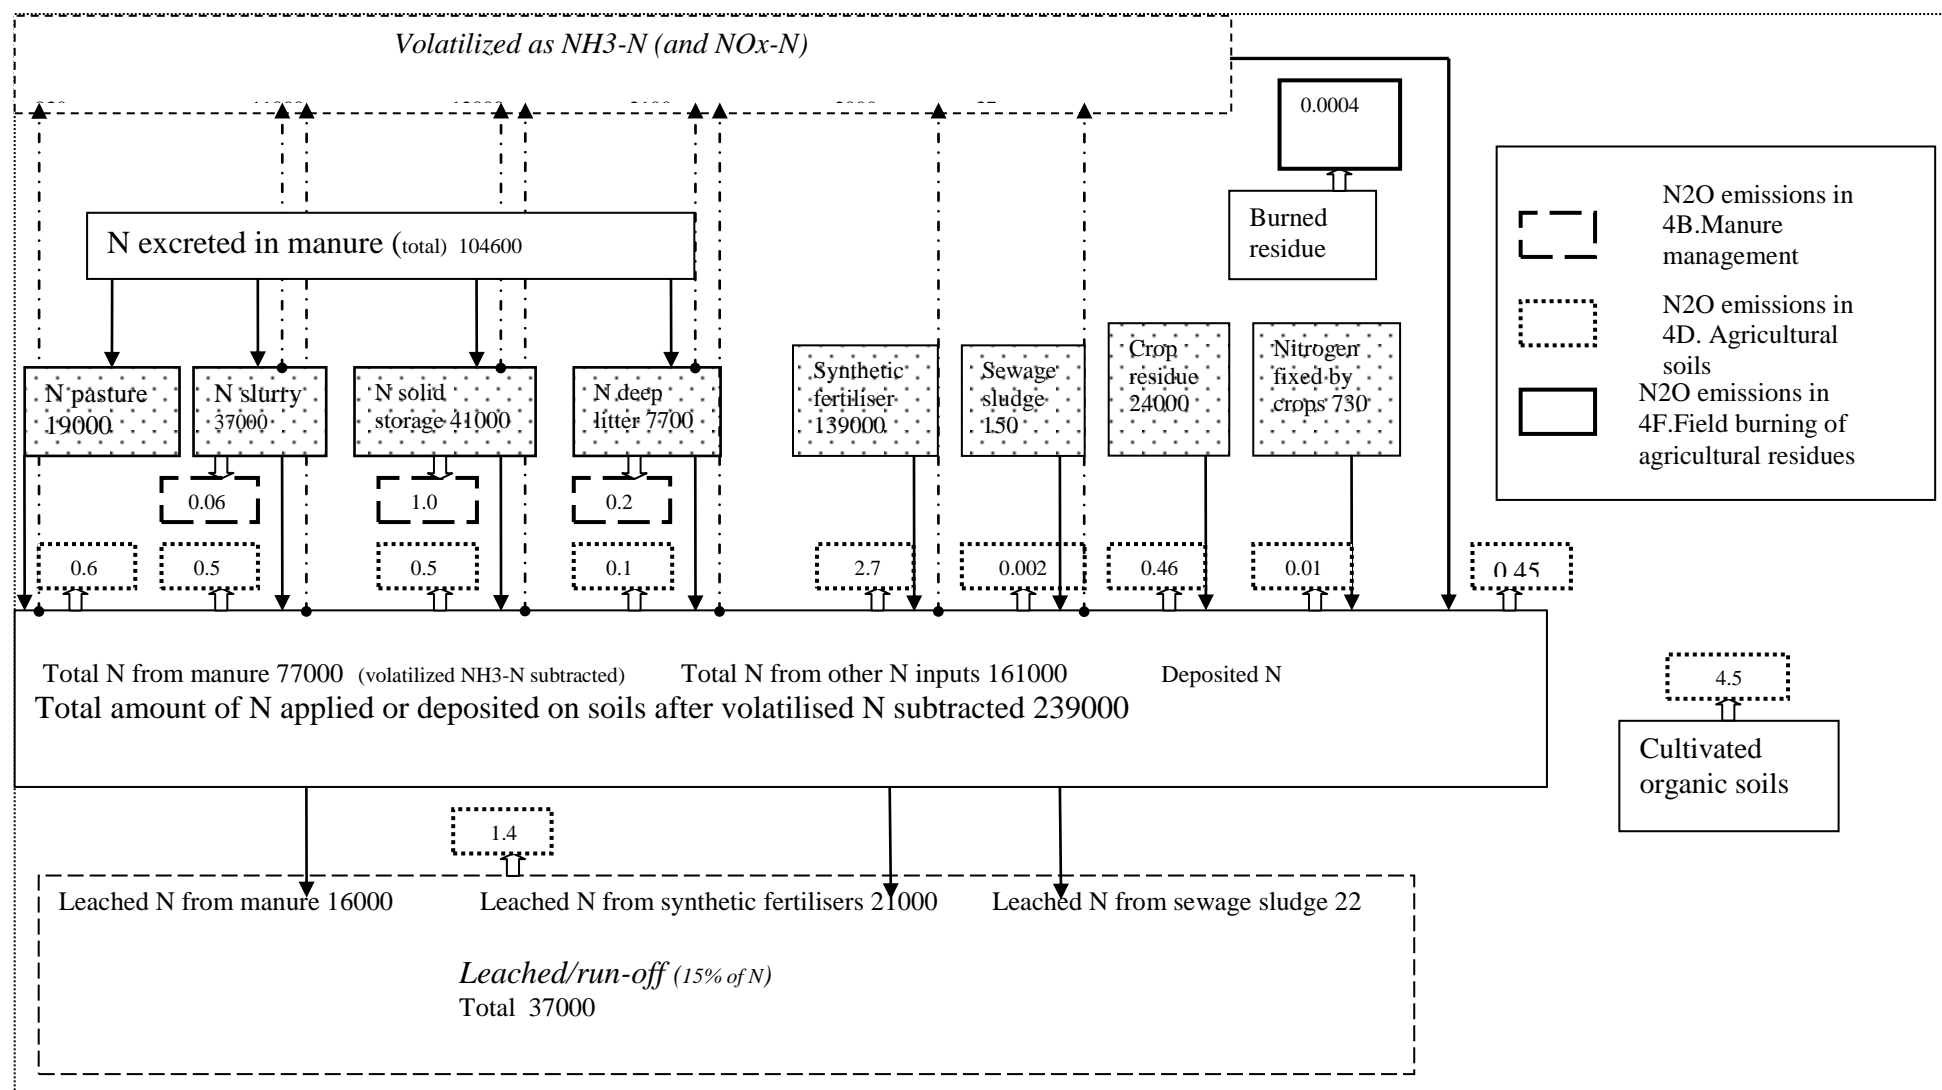 Volatilized as NH3-N (and NOx-N)
0.0004
N excreted in manure (total) 104600
Burned
residue
N2O emissions in
4B.Manure
management
N2O emissions in
4D. Agricultural
soils
N2O emissions in
4F.Field burning of
agricultural residues
N pasture
19000
N slurry
37000
N solid
storage 41000
N deep
litter 7700
Synthetic
fertiliser
139000
Sewage
sludge
150
Crop
residue
24000
Nitrogen
fixed by
crops 730
0.06
1.0
0.2
0.6
0.5
0.5
0.1
2.7
0.002
0.46
0.01
0.45
Total N from manure 77000 (volatilized NH3-N subtracted)
Total N from other N inputs 161000
Deposited N
Total amount of N applied or deposited on soils after volatilised N subtracted 239000
4.5
Cultivated
organic soils
1.4
Leached N from manure 16000
Leached N from synthetic fertilisers 21000
Leached N from sewage sludge 22
Leached/run-off (15% of N)
Total 37000